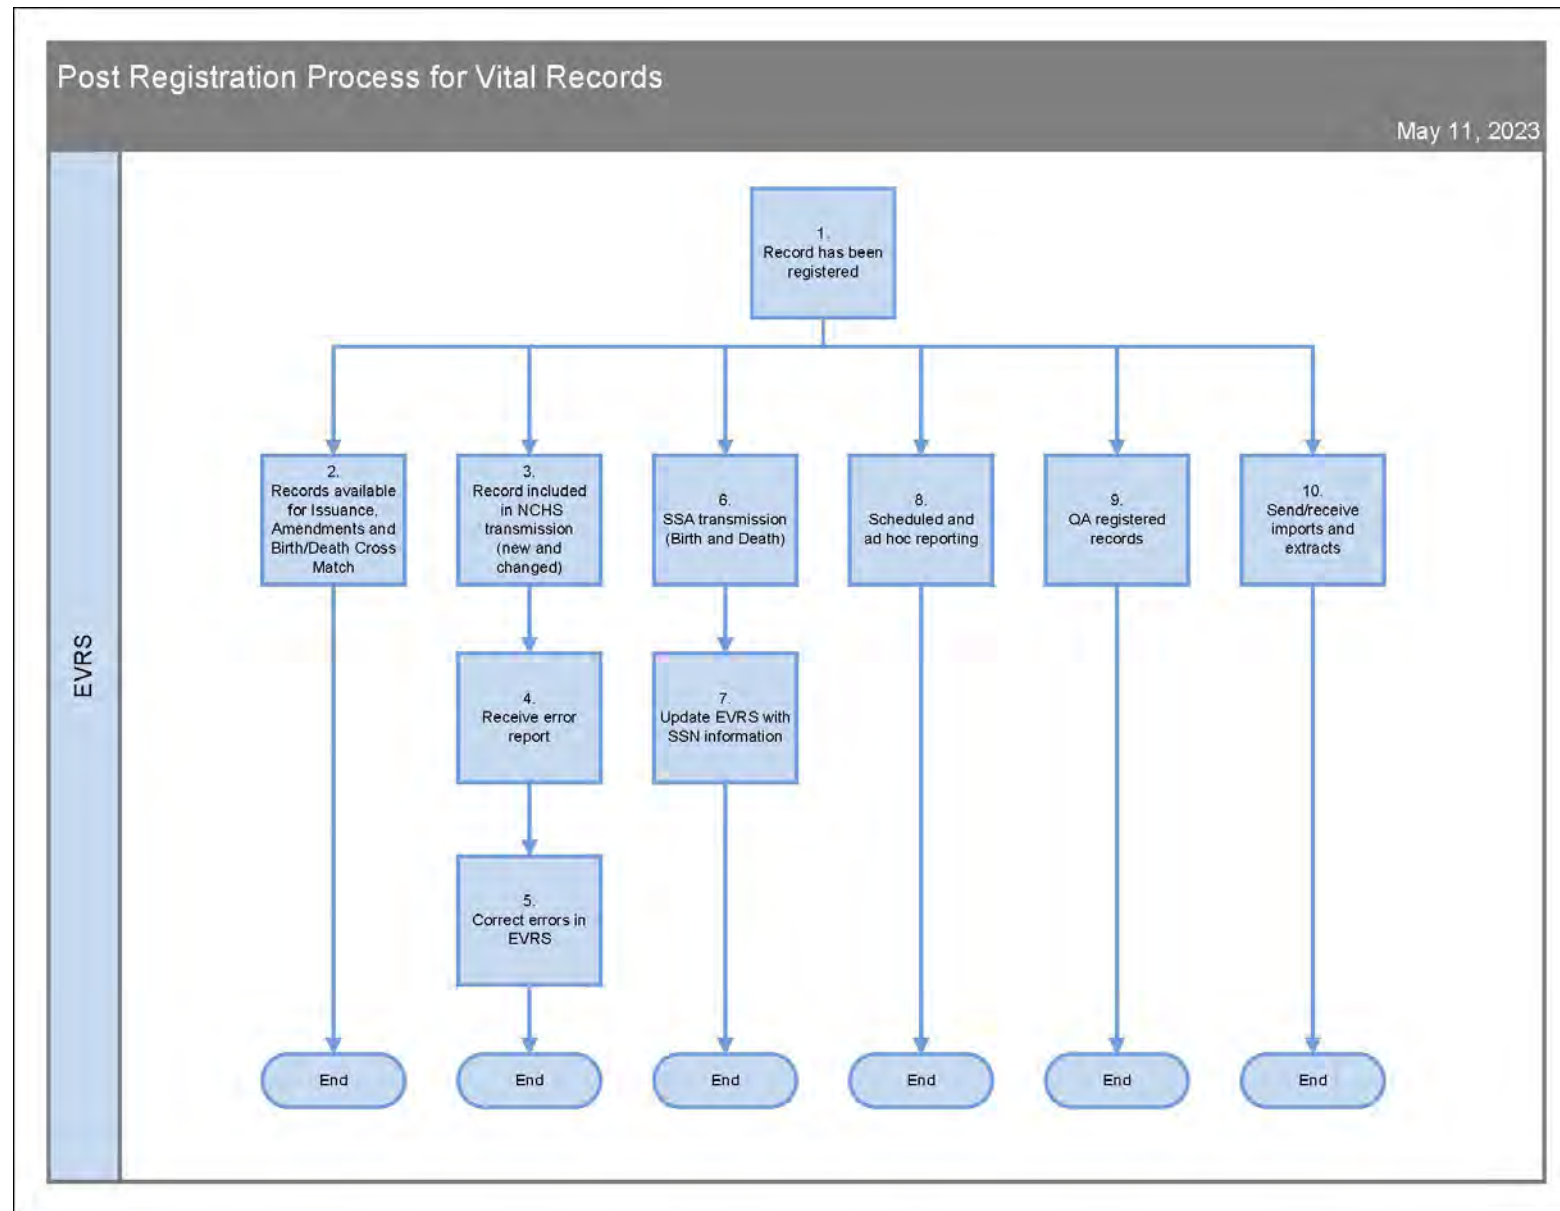 Post Registration Process for Vital Records
May 11, 2023
EVRS
1.
Record has been
registered
2.
Records available
for Issuance,
Amendments and
Birth/Death Cross
Match
3.
Record included
in NCHS
transmission
(new and
changed)
6.
SSA transmission
(Birth and Death)
8.
Scheduled and
ad hoc reporting
9.
QA registered
records
10.
Send/receive
imports and
extracts
4.
Receive error
report
7.
Update EVRS with
SSN information
5.
Correct errors in
EVRS
End
End
End
End
End
End